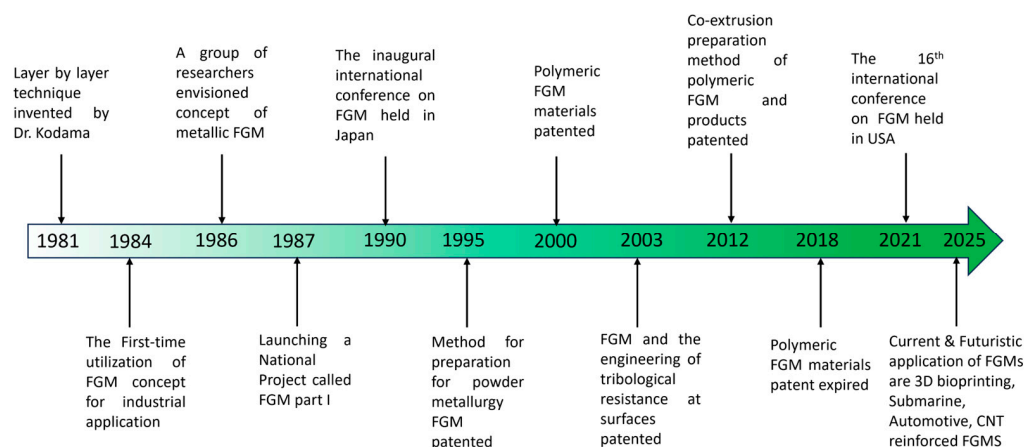 Layer by layer
technique
invented by
Dr. Kodama
A group of
researchers
envisioned
concept of
metallic FGM
The inaugural
international
conference on
FGM held in
Japan
Polymeric
FGM
materials
patented
Co-extrusion
preparation
method of
polymeric
FGM and
products
patented
The 16th
international
conference
on FGM held
in USA
1981 1984 1986 1987 1990 1995 2000 2003 2012 2018 2021 2025
The First-time
utilization of
FGM concept
for industrial
application
Launching a
National
Project called
FGM part I
Method for
preparation
for powder
metallurgy
FGM
patented
FGM and the
engineering of
tribological
resistance at
surfaces
patented
Polymeric
FGM materials
patent expired
Current & Futuristic
application of FGMs
are 3D bioprinting,
Submarine,
Automotive, CNT
reinforced FGMS